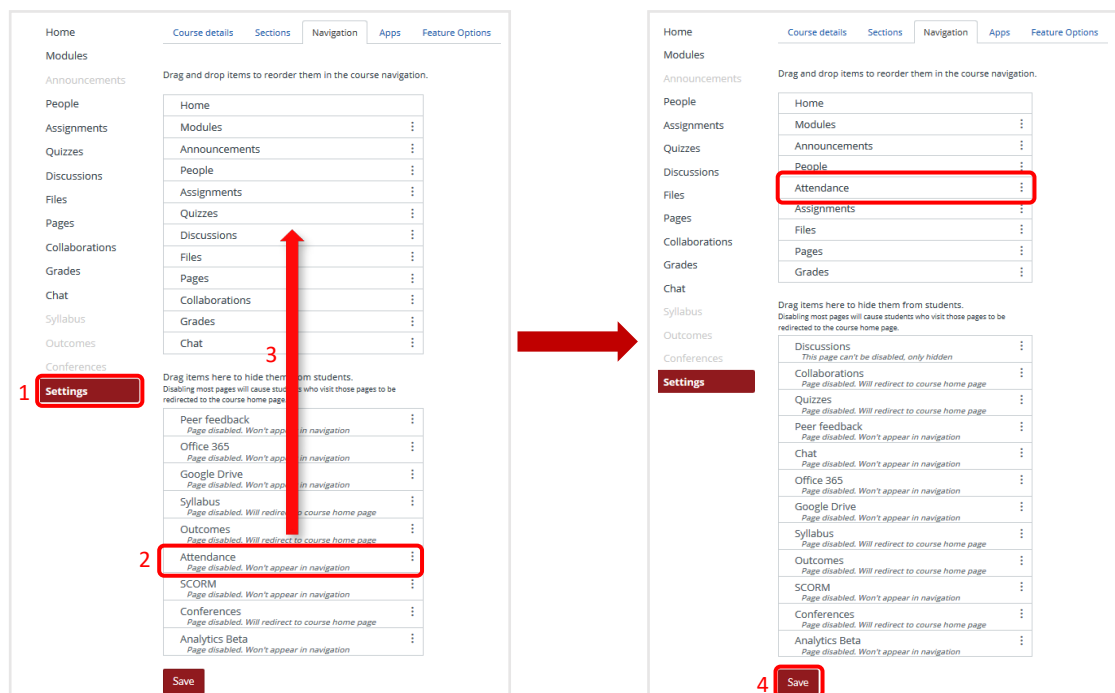 Home
Modules
Announcements
People
Assignments
Quizzes
Discussions
Files
Pages
Collaborations
Grades
Chat
Syllabus
Outcomes
Conferences
1
Settings
Course details Sections Navigation Apps Feature Options
Drag and drop items to reorder them in the course navigation.
Home
Modules
Announcements
People
Assignments
Quizzes
Discussions
Files
Pages
Collaborations
Grades
Chat
3
Drag items here to hide them from students.
Disabling most pages will cause students who visit those pages to be
redirected to the course home page.
Peer feedback
Page disabled. Won't appear in navigation
Office 365
Page disabled. Won't appear in navigation
Google Drive
Page disabled. Won't appear in navigation
Syllabus
Page disabled. Will redirect to course home page
Outcomes
Page disabled. Will redirect to course home page
2
Attendance
Page disabled. Won't appear in navigation
SCORM
Page disabled. Won't appear in navigation
Conferences
Page disabled. Will redirect to course home page
Analytics Beta
Page disabled. Won't appear in navigation
Save
Home
Modules
Announcements
People
Assignments
Quizzes
Discussions
Files
Pages
Collaborations
Grades
Chat
Syllabus
Outcomes
Conferences
Settings
Course details Sections Navigation Apps Feature Options
Drag and drop items to reorder them in the course navigation.
Home
Modules
Announcements
People
Attendance
Assignments
Files
Pages
Grades
Drag items here to hide them from students.
Disabling most pages will cause students who visit those pages to be
redirected to the course home page.
Discussions
This page can't be disabled, only hidden
Collaborations
Page disabled. Will redirect to course home page
Quizzes
Page disabled. Will redirect to course home page
Peer feedback
Page disabled. Won't appear in navigation
Chat
Page disabled. Won't appear in navigation
Office 365
Page disabled. Won't appear in navigation
Google Drive
Page disabled. Won't appear in navigation
Syllabus
Page disabled. Will redirect to course home page
Outcomes
Page disabled. Will redirect to course home page
SCORM
Page disabled. Won't appear in navigation
Conferences
Page disabled. Will redirect to course home page
Analytics Beta
Page disabled. Won't appear in navigation
4
Save